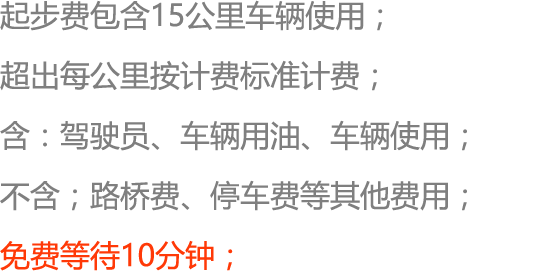 起步费包含15公里车辆使用；
超出每公里按计费标准计费；
含：驾驶员、车辆用油、车辆使用；
不含；路桥费、停车费等其他费用；
免费等待10分钟；